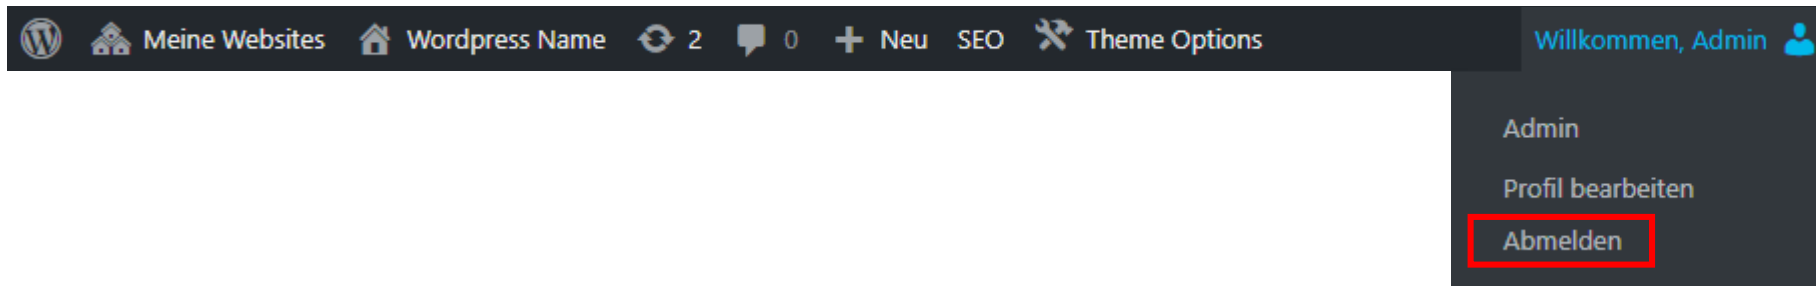 Meine Websites Wordpress Name 2 0 Neu SEO Theme Options Willkommen, Admin
Admin
Profil bearbeiten
Abmelden